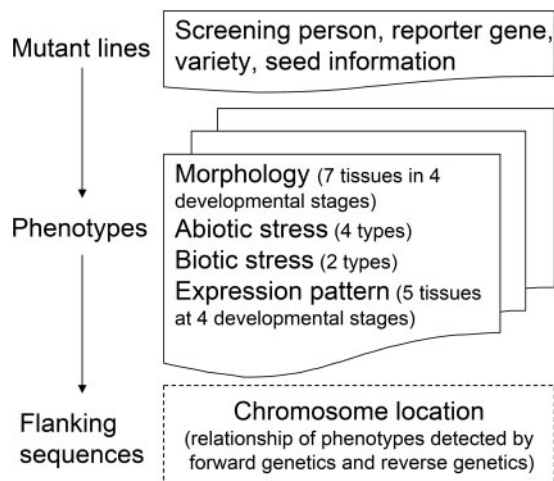 Mutant lines
Screening person, reporter gene,
variety, seed information
Phenotypes
Morphology (7 tissues in 4
developmental stages)
Abiotic stress (4 types)
Biotic stress (2 types)
Expression pattern (5 tissues
at 4 developmental stages)
Flanking
sequences
Chromosome location
(relationship of phenotypes detected by
forward genetics and reverse genetics)